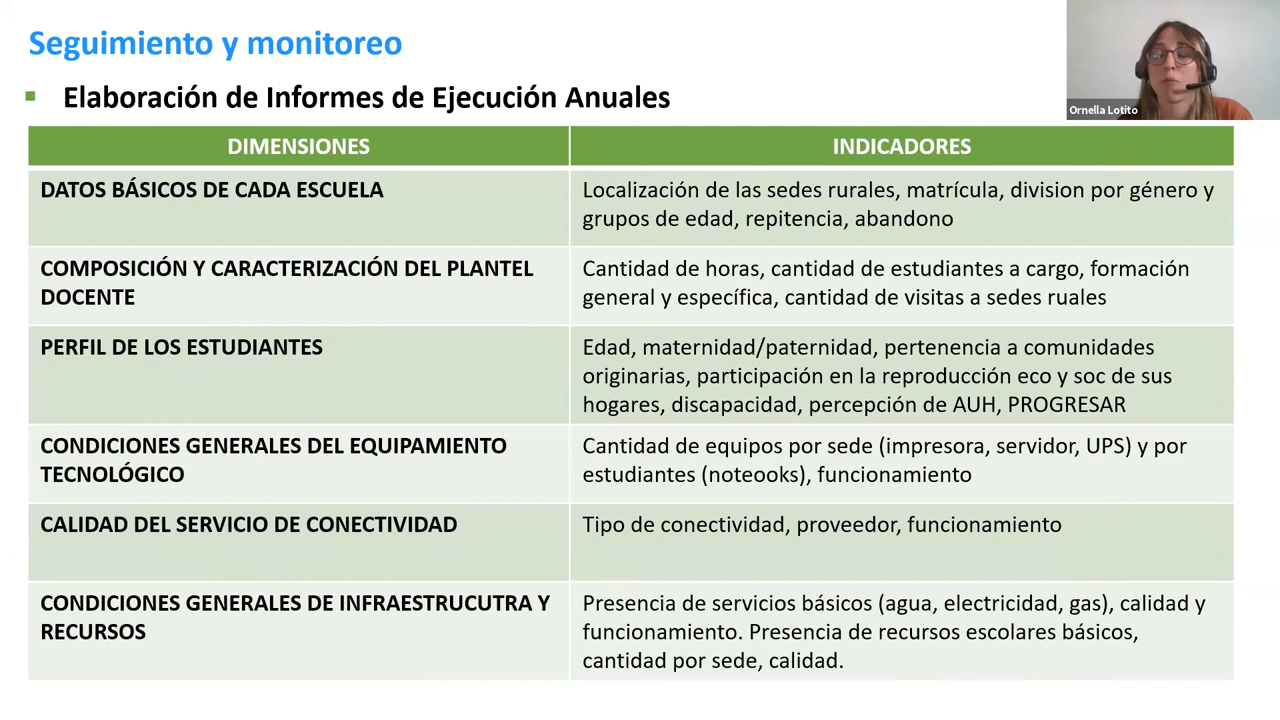 Seguimiento y monitoreo
Ornella Lotito
▪ Elaboración de Informes de Ejecución Anuales
DIMENSIONES
INDICADORES
DATOS BÁSICOS DE CADA ESCUELA
Localización de las sedes rurales, matrícula, division por género y
grupos de edad, repitencia, abandono
COMPOSICIÓN Y CARACTERIZACIÓN DEL PLANTEL
DOCENTE
Cantidad de horas, cantidad de estudiantes a cargo, formación
general y específica, cantidad de visitas a sedes ruales
PERFIL DE LOS ESTUDIANTES
Edad, maternidad/paternidad, pertenencia a comunidades
originarias, participación en la reproducción eco y soc de sus
hogares, discapacidad, percepción de AUH, PROGRESAR
CONDICIONES GENERALES DEL EQUIPAMIENTO
TECNOLÓGICO
Cantidad de equipos por sede (impresora, servidor, UPS) y por
estudiantes (noteooks), funcionamiento
CALIDAD DEL SERVICIO DE CONECTIVIDAD
Tipo de conectividad, proveedor, funcionamiento
CONDICIONES GENERALES DE INFRAESTRUCUTRA Y
RECURSOS
Presencia de servicios básicos (agua, electricidad, gas), calidad y
funcionamiento. Presencia de recursos escolares básicos,
cantidad por sede, calidad.